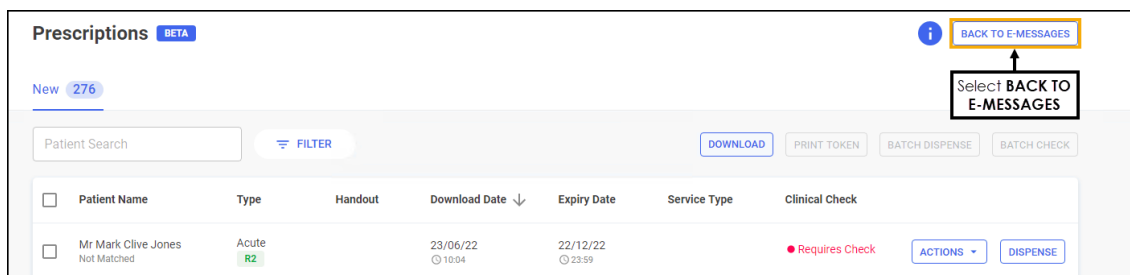 Prescriptions BETA
i BACK TO E-MESSAGES
Select BACK TO
E-MESSAGES
New 276
Patient Search FILTER DOWNLOAD PRINT TOKEN BATCH DISPENSE BATCH CHECK
Patient Name Type Handout Download Date Expiry Date Service Type Clinical Check
Mr Mark Clive Jones Acute 23/06/22 22/12/22 Requires Check ACTIONS DISPENSE
Not Matched R2 10:04 23:59